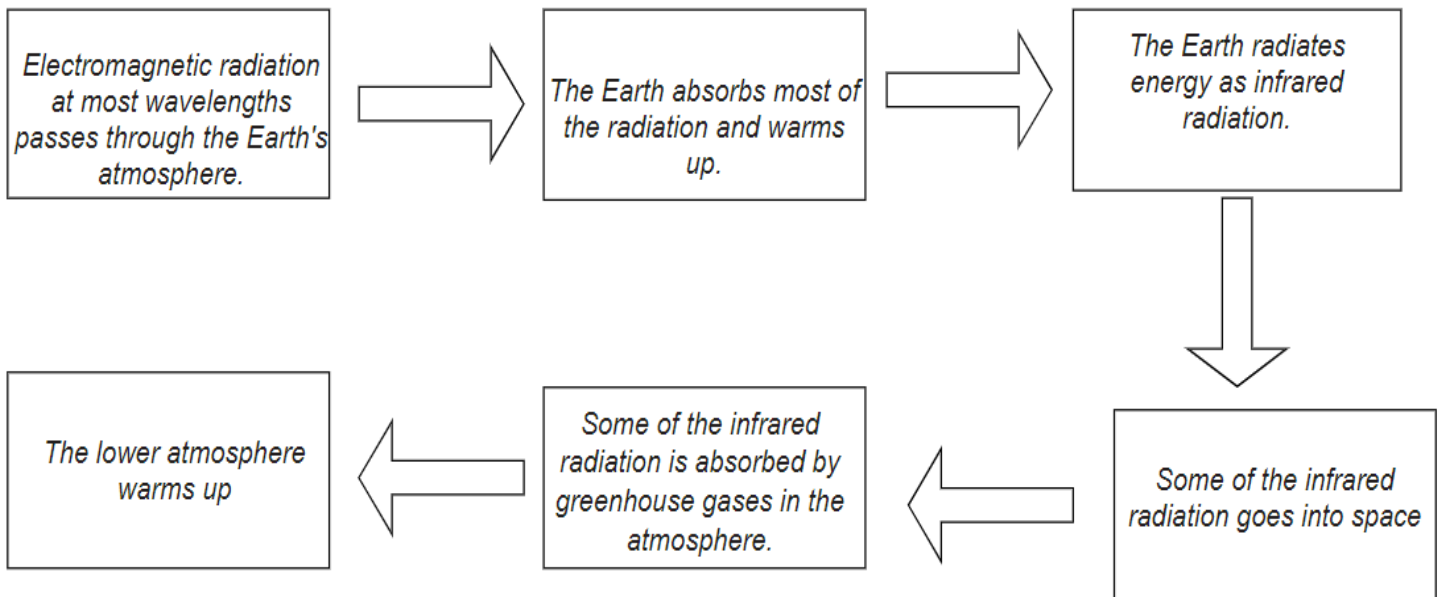 Electromagnetic radiation
at most wavelengths
passes through the Earth's
atmosphere.
The Earth absorbs most of
the radiation and warms
up.
The Earth radiates
energy as infrared
radiation.
Some of the infrared
radiation goes into space
Some of the infrared
radiation is absorbed by
greenhouse gases in the
atmosphere.
The lower atmosphere
warms up